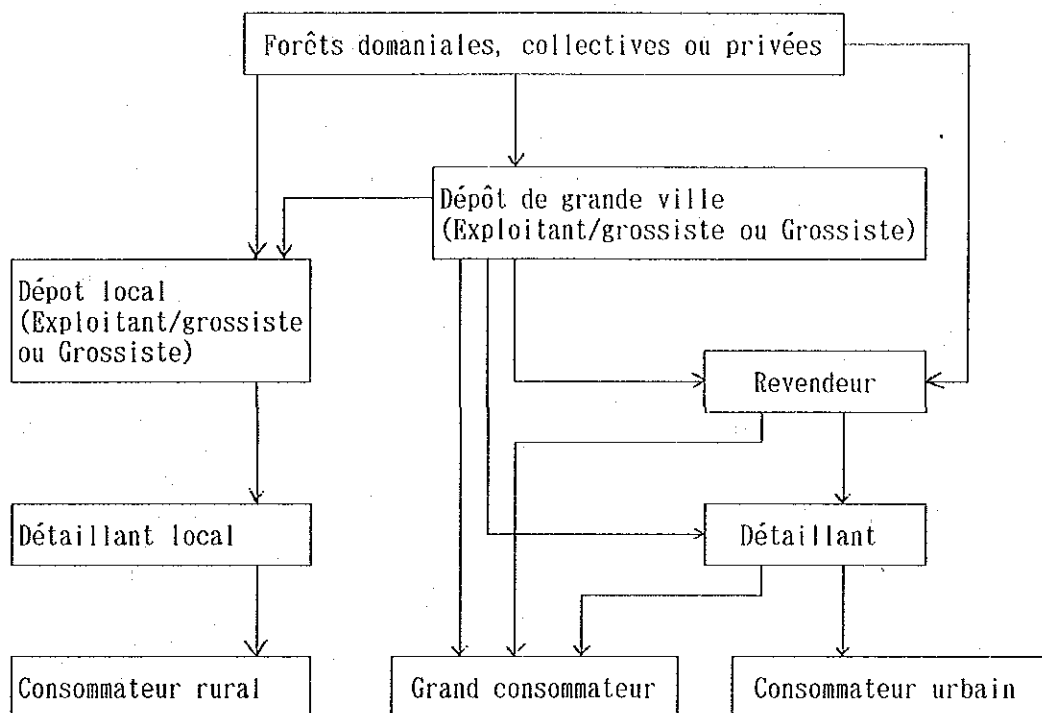 Forêts domaniales, collectives ou privées
Dépôt de grande ville
(Exploitant/grossiste ou Grossiste)
Dépot local
(Exploitant/grossiste
ou Grossiste)
Revendeur
Détaillant local
Détaillant
Consommateur rural
Grand consommateur
Consommateur urbain